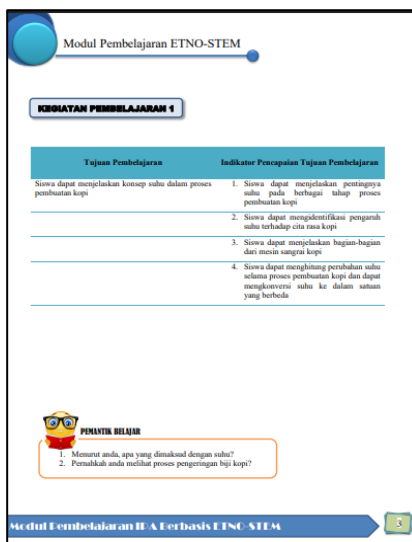 Modul Pembelajaran ETNO-STEM
KEGIATAN PEMBELAJARAN 1
Tujuan Pembelajaran
Indikator Pencapaian Tujuan Pembelajaran
Siswa dapat menjelaskan konsep suhu dalam proses
pembuatan kopi
1. Siswa dapat menjelaskan pentingnya
suhu pada berbagai tahap proses
pembuatan kopi
2. Siswa dapat mengidentifikasi pengaruh
suhu terhadap cita rasa kopi
3. Siswa dapat menjelaskan bagian-bagian
dari mesin sangrai kopi
4. Siswa dapat menghitung perubahan suhu
selama proses pembuatan kopi dan dapat
mengkonversi suhu ke dalam satuan
yang berbeda
PEMANTIK BELAJAR
1. Menurut anda, apa yang dimaksud dengan suhu?
2. Pernahkah anda melihat proses pengeringan biji kopi?
Modul Pembelajaran IPA Berbasis ETNO-STEM
3